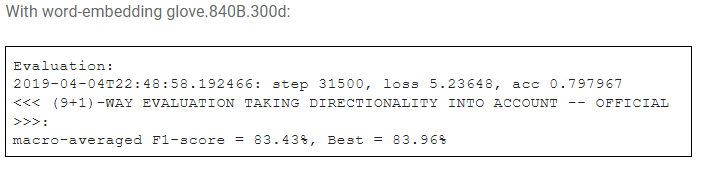 With word-embedding glove.840B.300d:
Evaluation:
2019-04-04T22:48:58.192466: step 31500, loss 5.23648, acc 0.797967
<<< (9+1)-WAY EVALUATION TAKING DIRECTIONALITY INTO ACCOUNT -- OFFICIAL
>>>:
macro-averaged F1-score = 83.43%, Best = 83.96%